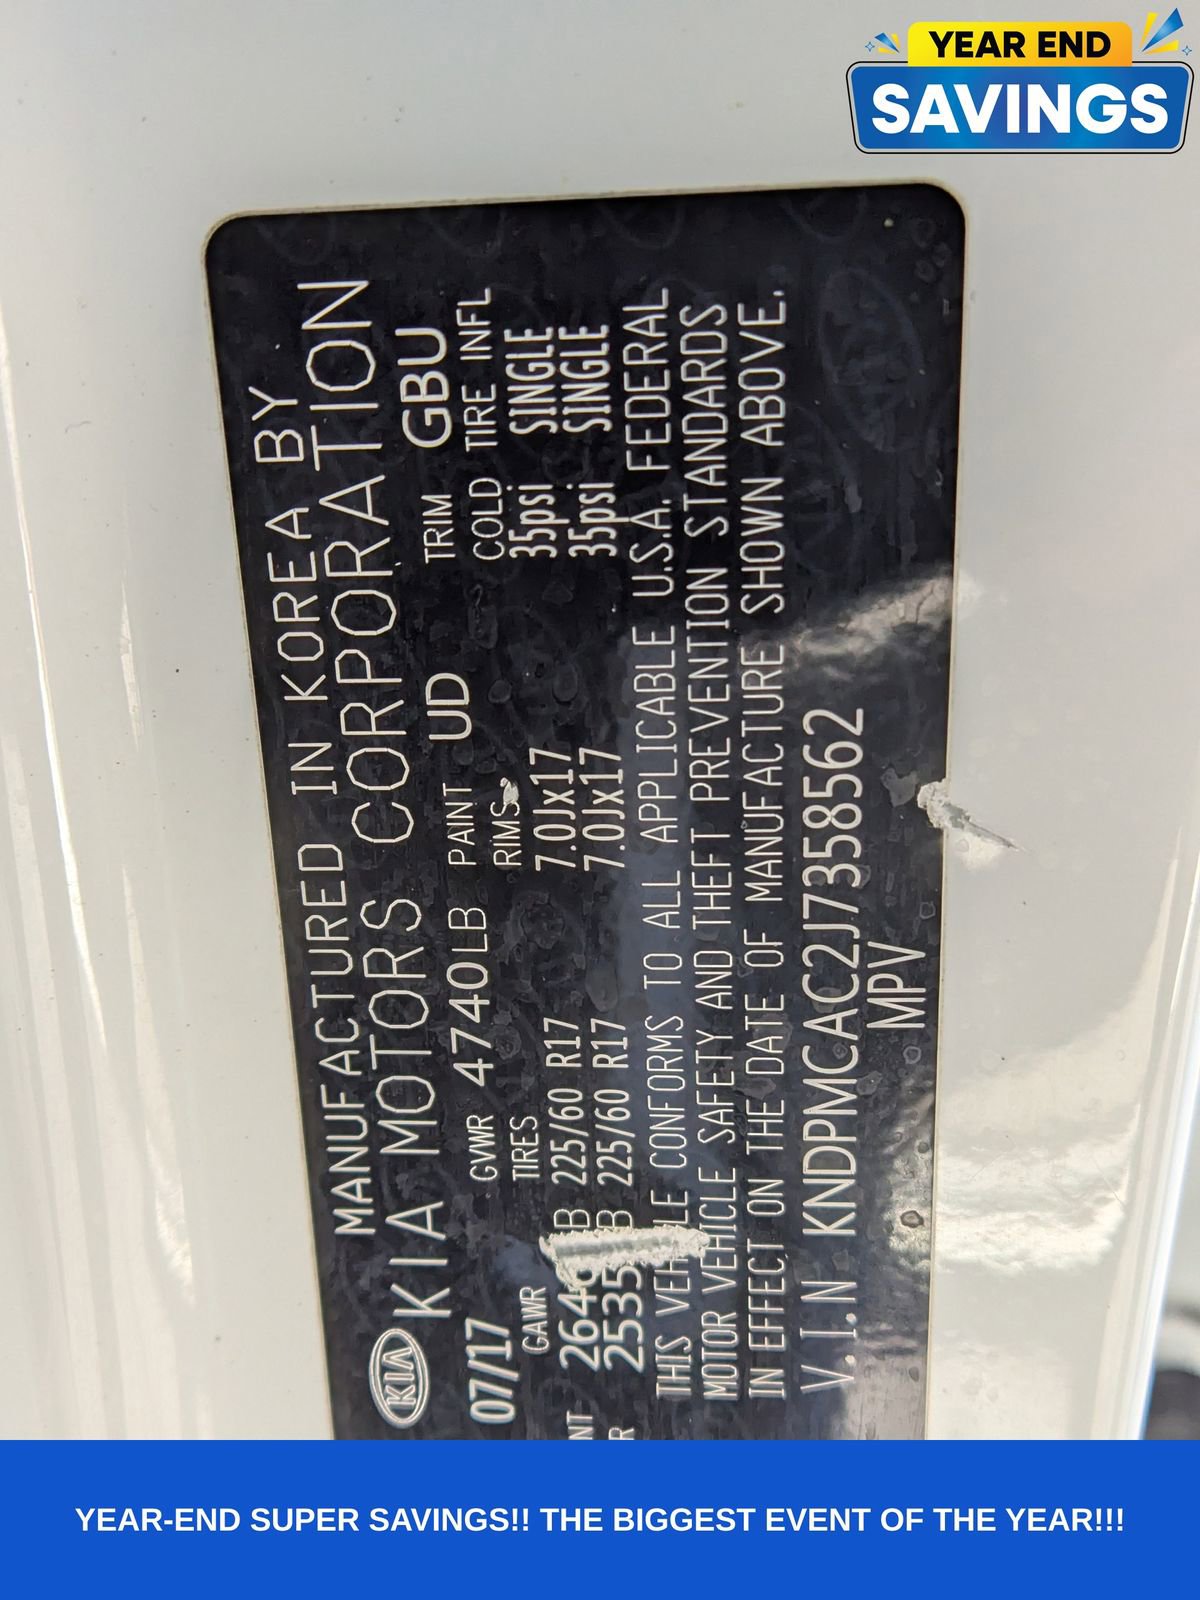 YEAR END
SAVINGS
MANUFACTURED IN KOREA BY
KIA KIA MOTORS CORPORATION
07/17 GVWR 4740LB PAINT UD TRIM GBU
GAWR TIRES RIMS COLD TIRE INFL
225/60 R17 7.0Jx17 35psi SINGLE
2535 225/60 R17 7.0Jx17 35psi SINGLE
THIS VEHICLE CONFORMS TO ALL APPLICABLE U.S.A. FEDERAL
MOTOR VEHICLE SAFETY AND THEFT PREVENTION STANDARDS
IN EFFECT ON THE DATE OF MANUFACTURE SHOWN ABOVE.
V.I.N KNDPMCAC2J7358562
MPV
YEAR-END SUPER SAVINGS!! THE BIGGEST EVENT OF THE YEAR!!!